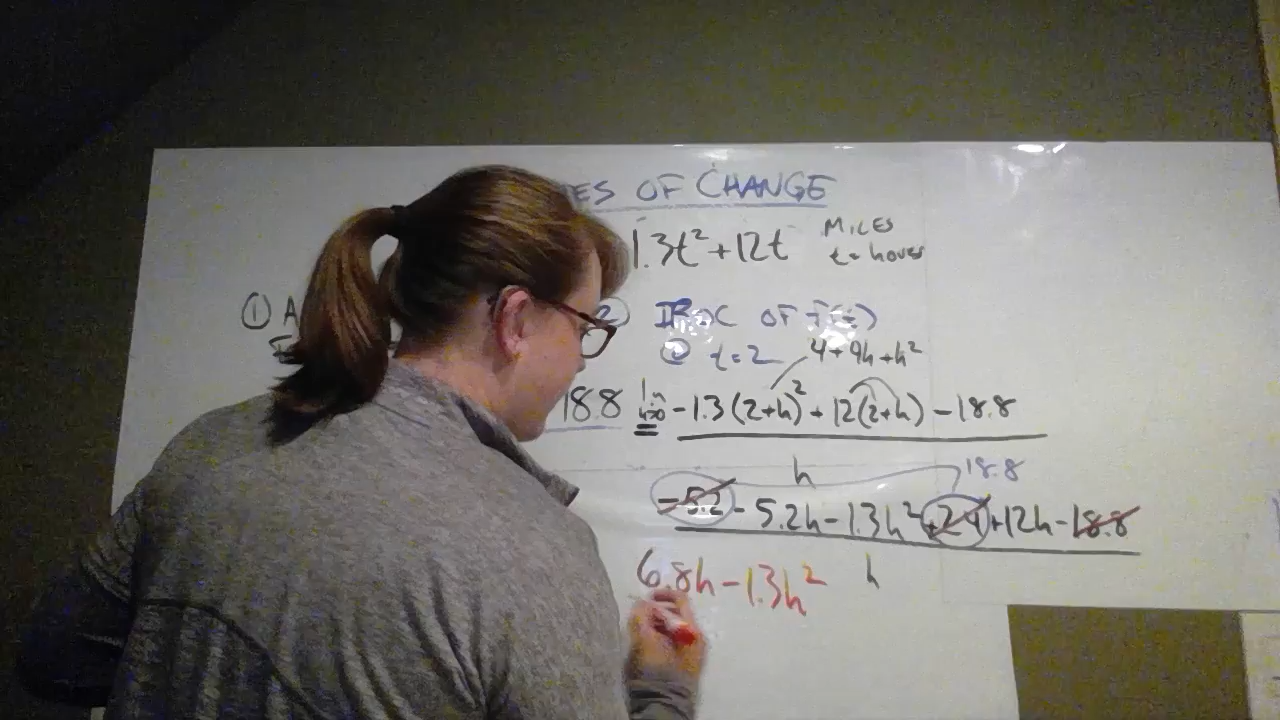 ES OF CHANGE
1.3t² + 12t MILES
t = hours
① A ② IROC OF f(t)
@ t=2 4 + 4h + h²
18.8 lim h→0 -1.3(2+h)² + 12(2+h) - 18.8
h 18.8
-5.2 - 5.2h - 1.3h² + 24 + 12h - 18.8
6.8h - 1.3h² h